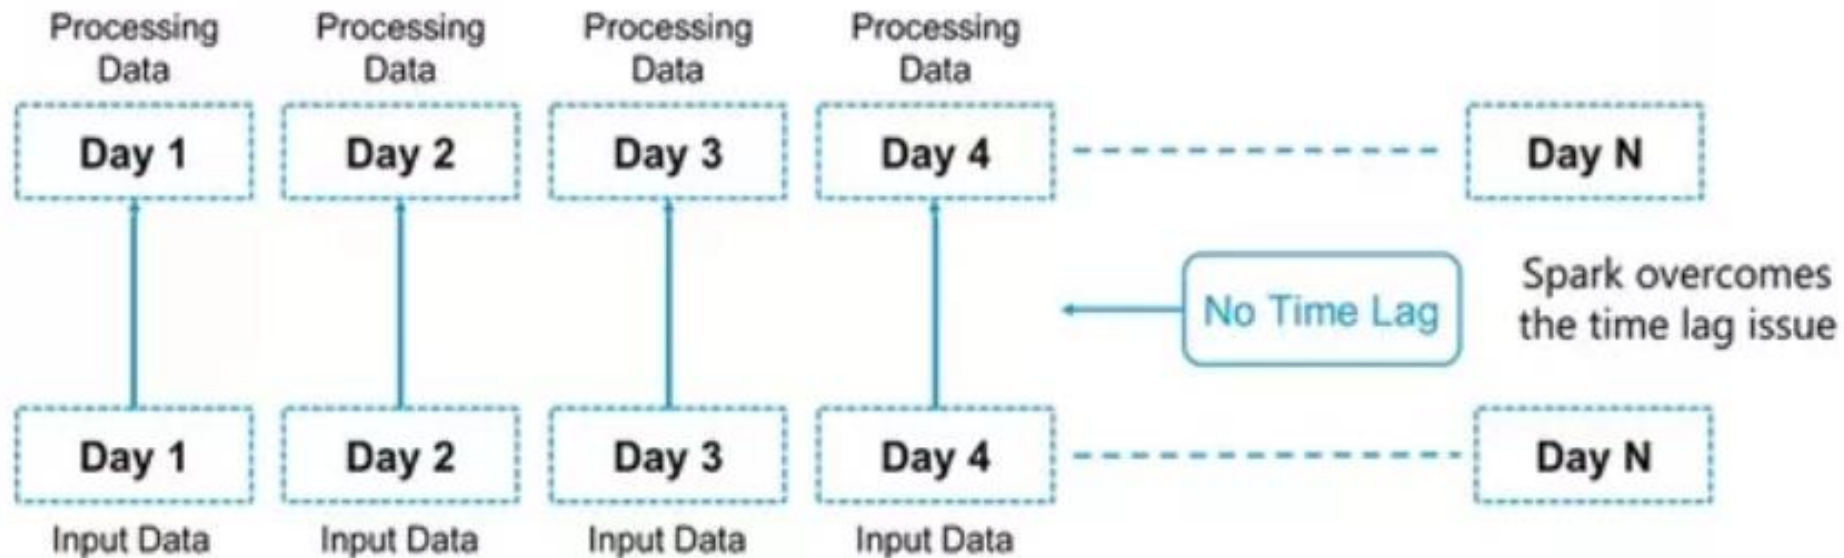 Processing
Data
Processing
Data
Processing
Data
Processing
Data
Day 1
Day 2
Day 3
Day 4
Day N
No Time Lag
Spark overcomes
the time lag issue
Day 1
Day 2
Day 3
Day 4
Day N
Input Data
Input Data
Input Data
Input Data